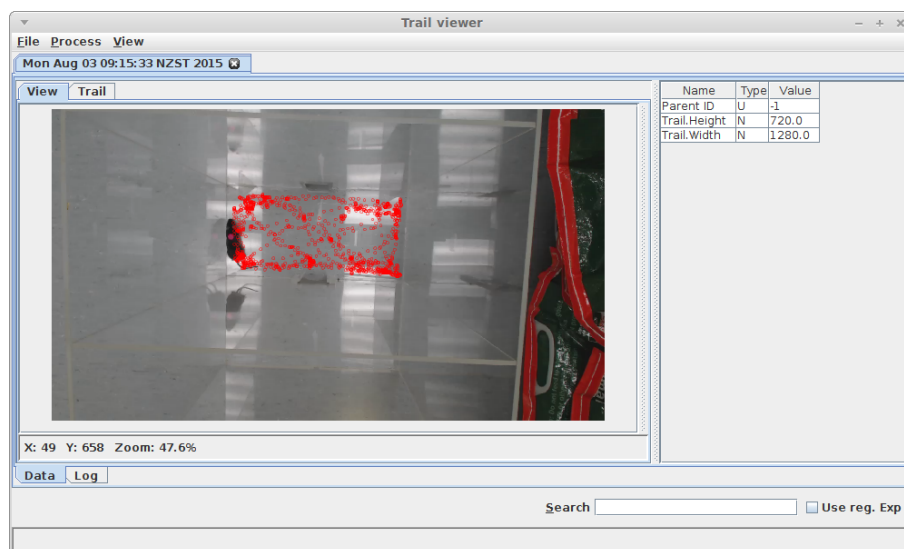 Trail viewer
File Process View
Mon Aug 03 09:15:33 NZST 2015
View Trail
Name Type Value
Parent ID U -1
Trail.Height N 720.0
Trail.Width N 1280.0
X: 49 Y: 658 Zoom: 47.6%
Data Log
Search Use reg. Exp